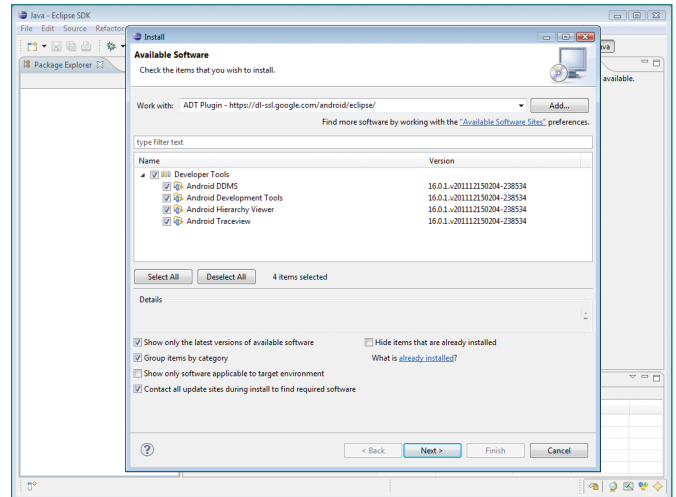 Java - Eclipse SDK
File Edit Source Refactor
Install
Available Software
Check the items that you wish to install.
Package Explorer
available.
Work with: ADT Plugin - https://dl-ssl.google.com/android/eclipse/ Add...
Find more software by working with the "Available Software Sites" preferences.
type filter text
Name Version
Developer Tools
Android DDMS 16.0.1.v201112150204-238534
Android Development Tools 16.0.1.v201112150204-238534
Android Hierarchy Viewer 16.0.1.v201112150204-238534
Android Traceview 16.0.1.v201112150204-238534
Select All Deselect All 4 items selected
Details
Show only the latest versions of available software Hide items that are already installed
Group items by category What is already installed?
Show only software applicable to target environment
Contact all update sites during install to find required software
? < Back Next > Finish Cancel